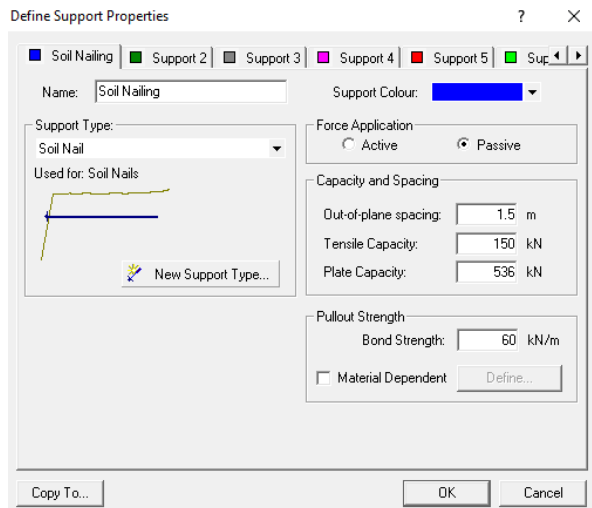 Define Support Properties ?
Soil Nailing Support 2 Support 3 Support 4 Support 5
Name: Soil Nailing
Support Colour:
Support Type:
Soil Nail
Used for: Soil Nails
New Support Type...
Force Application
Active Passive
Capacity and Spacing
Out-of-plane spacing: 1.5 m
Tensile Capacity: 150 kN
Plate Capacity: 536 kN
Pullout Strength
Bond Strength: 60 kN/m
Material Dependent Define...
Copy To... OK Cancel